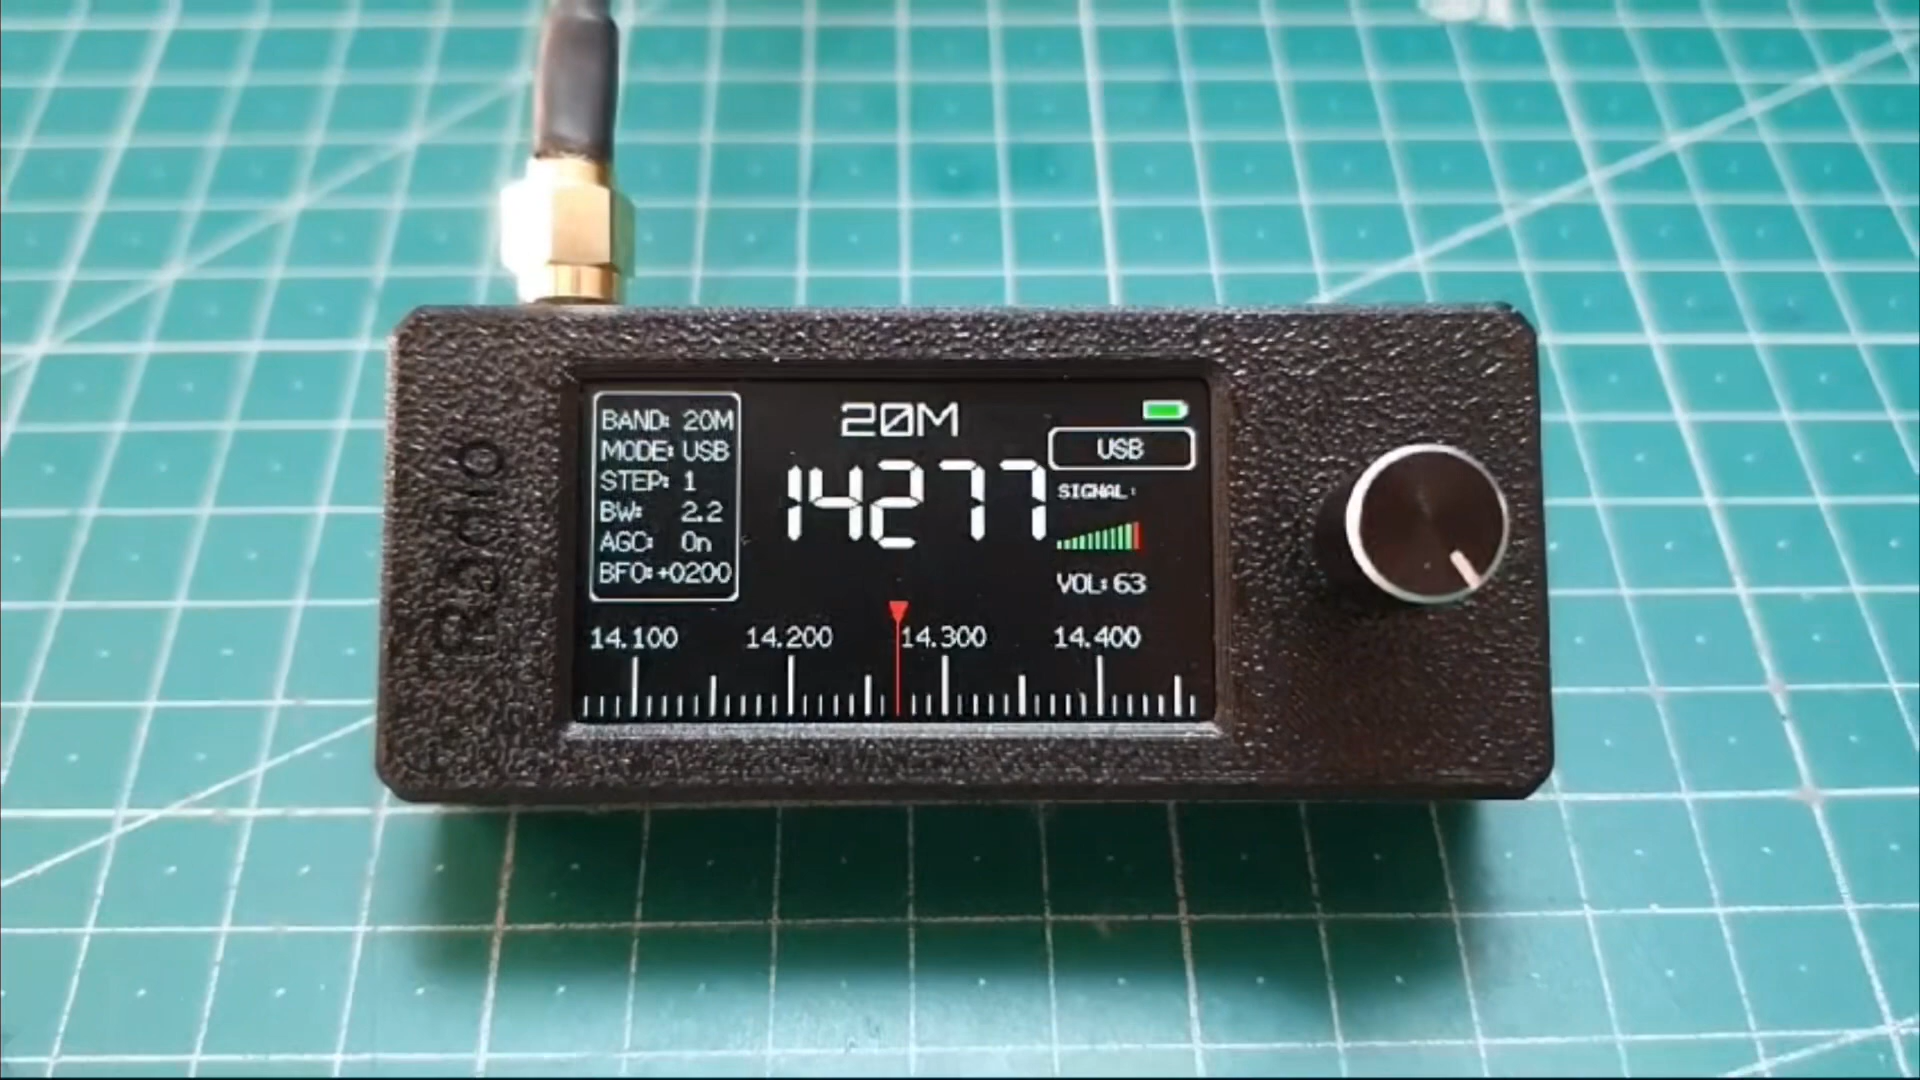 Radio
BAND: 20M
MODE: USB
STEP: 1
BW: 2.2
AGC: On
BFO: +0200
20M
14277
USB
SIGNAL:
VOL: 63
14.100 14.200 14.300 14.400